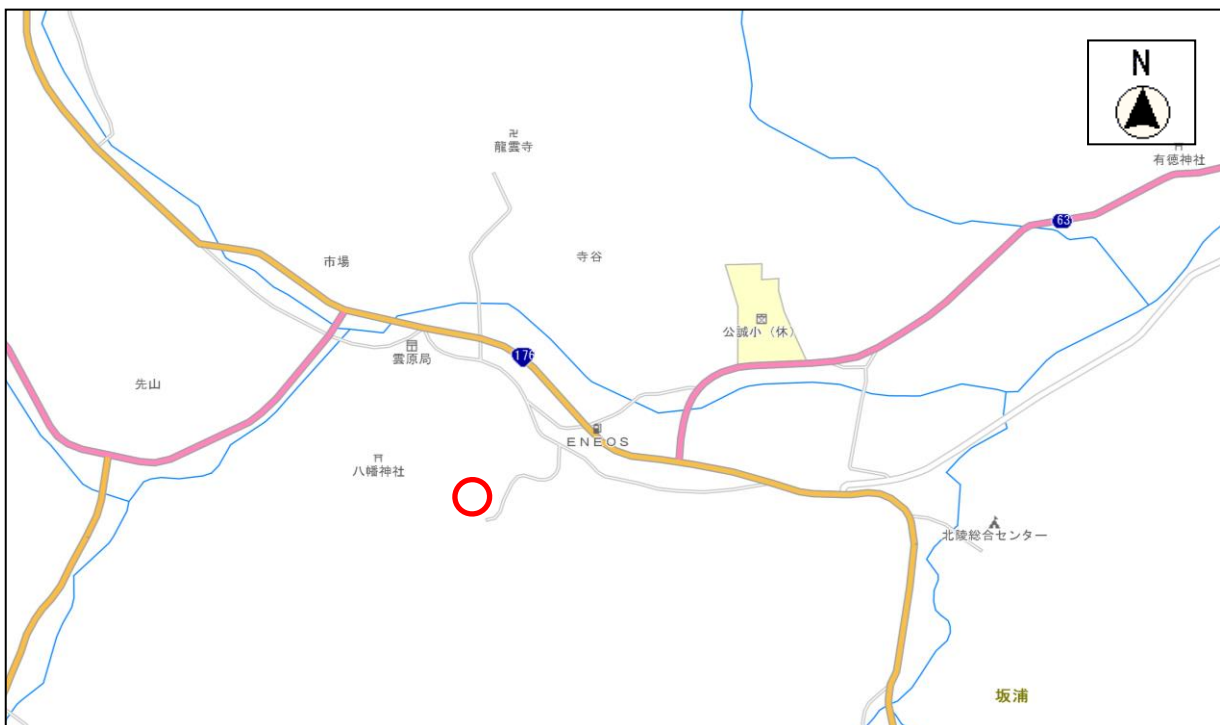 N
龍雲寺
有徳神社
63
市場
寺谷
公誠小（休）
雲原局
176
先山
ENEOS
八幡神社
北陵総合センター
坂浦